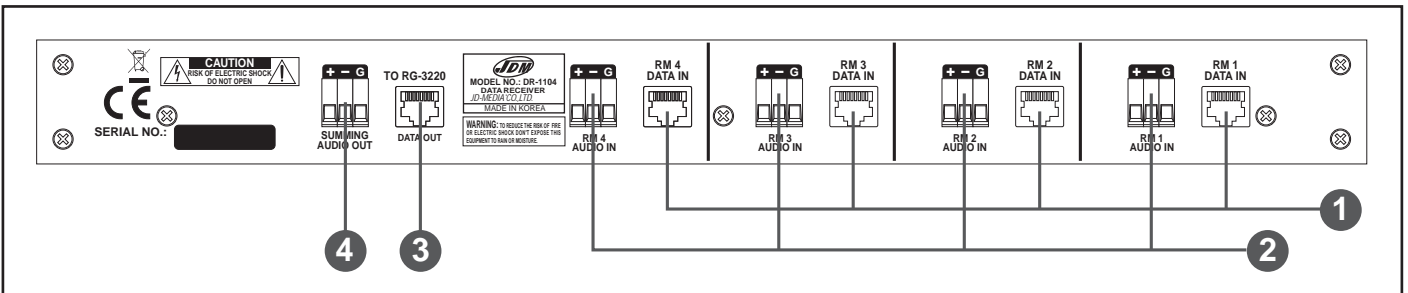 CAUTION
RISK OF ELECTRIC SHOCK
DO NOT OPEN
CE
SERIAL NO.:
+ − G
SUMMING
AUDIO OUT
TO RG-3220
DATA OUT
JDM
MODEL NO.: DR-1104
DATA RECEIVER
JD-MEDIA CO.,LTD.
MADE IN KOREA
WARNING: TO REDUCE THE RISK OF FIRE
OR ELECTRIC SHOCK DON'T EXPOSE THIS
EQUIPMENT TO RAIN OR MOISTURE.
+ − G
RM 4
AUDIO IN
RM 4
DATA IN
+ − G
RM 3
AUDIO IN
RM 3
DATA IN
+ − G
RM 2
AUDIO IN
RM 2
DATA IN
+ − G
RM 1
AUDIO IN
RM 1
DATA IN
1
2
3
4